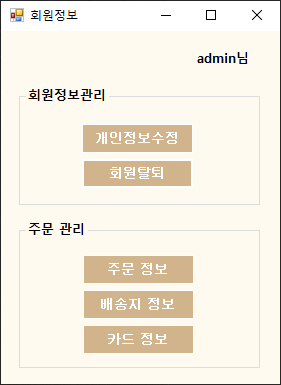 회원정보
admin님
회원정보관리
개인정보수정
회원탈퇴
주문 관리
주문 정보
배송지 정보
카드 정보